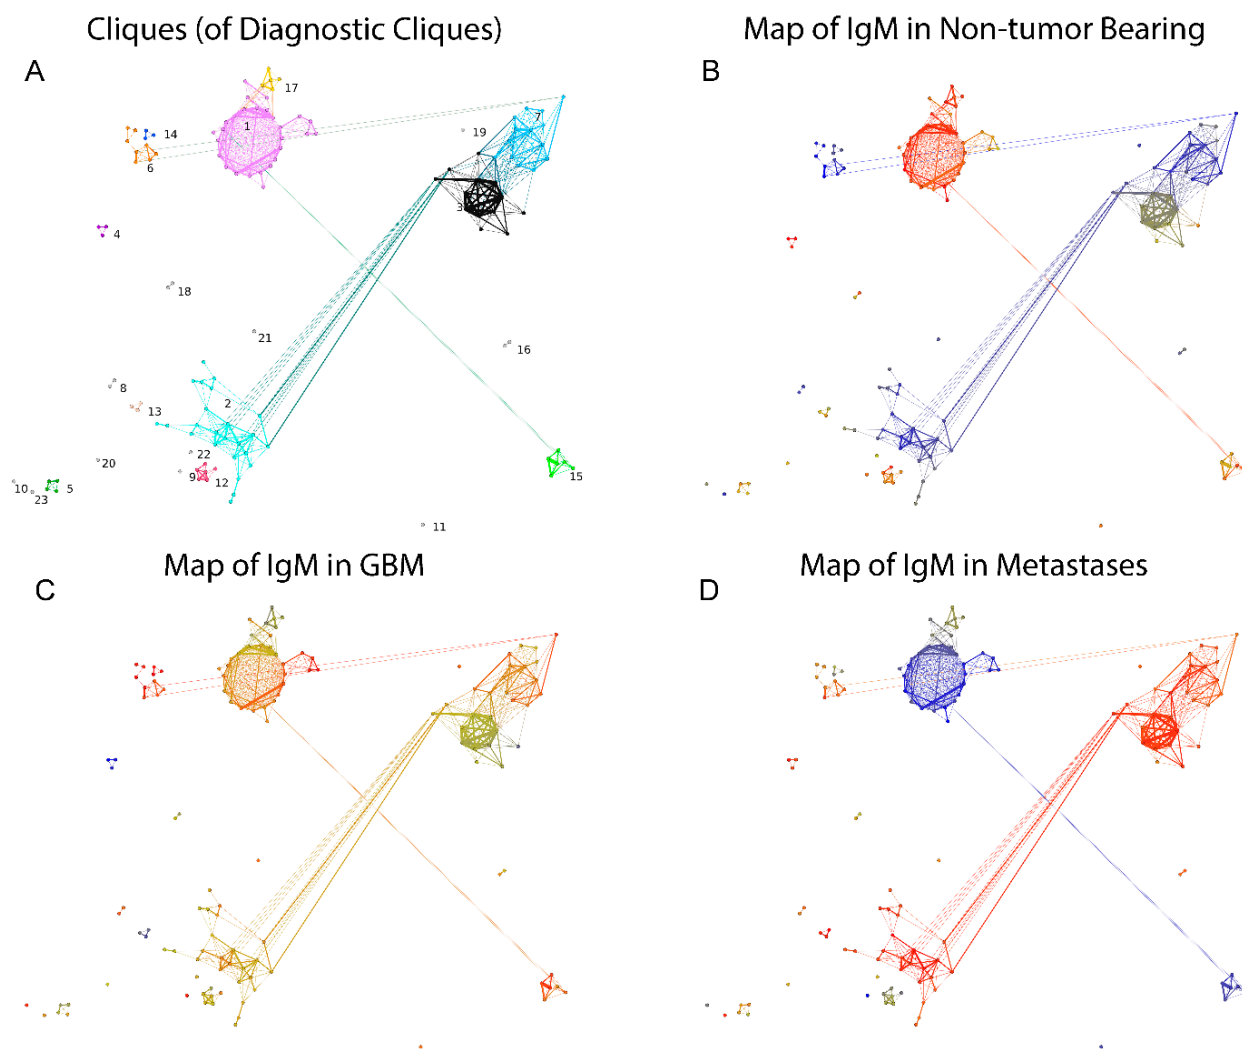 Cliques (of Diagnostic Cliques)
Map of IgM in Non-tumor Bearing
A
B
17
1
7
14
19
6
3
4
18
21
16
8
2
13
22
20
9
12
15
10
23
5
11
Map of IgM in GBM
Map of IgM in Metastases
C
D